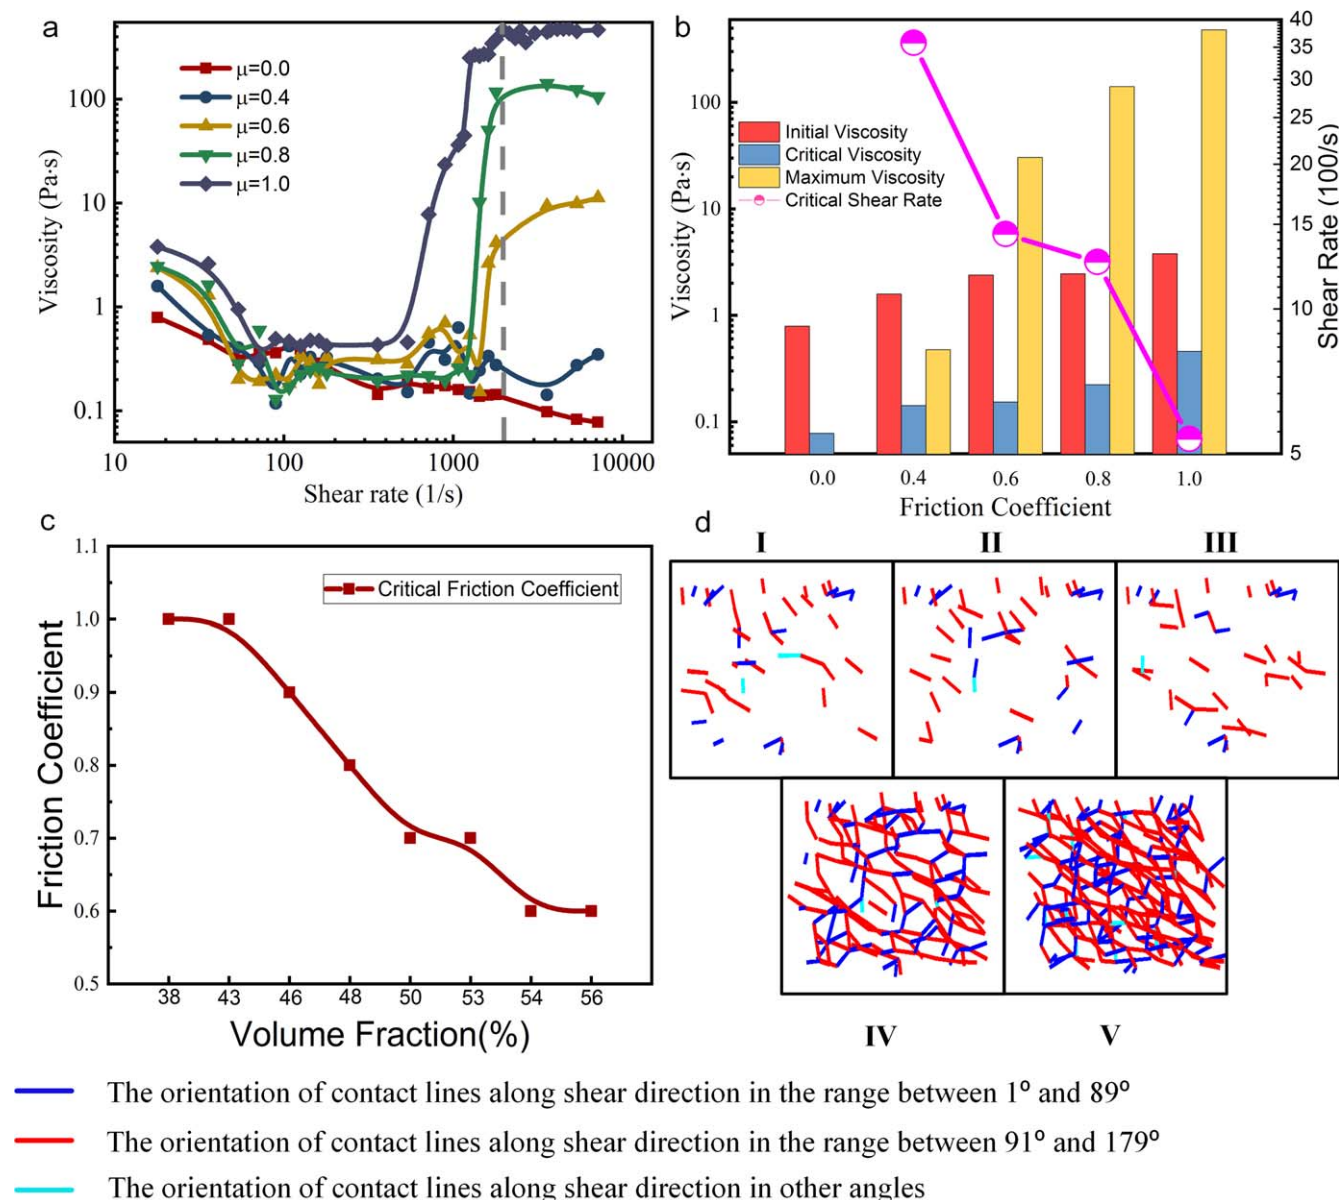 a
Viscosity (Pa·s)
100
10
1
0.1
μ=0.0
μ=0.4
μ=0.6
μ=0.8
μ=1.0
10 100 1000 10000
Shear rate (1/s)
b
Viscosity (Pa·s)
100
10
1
0.1
Initial Viscosity
Critical Viscosity
Maximum Viscosity
Critical Shear Rate
40
35
30
25
20
15
10
5
Shear Rate (100/s)
0.0 0.4 0.6 0.8 1.0
Friction Coefficient
c
Friction Coefficient
1.1
1.0
0.9
0.8
0.7
0.6
0.5
Critical Friction Coefficient
38 43 46 48 50 53 54 56
Volume Fraction(%)
d
I II III
IV V
The orientation of contact lines along shear direction in the range between 1º and 89º
The orientation of contact lines along shear direction in the range between 91º and 179º
The orientation of contact lines along shear direction in other angles